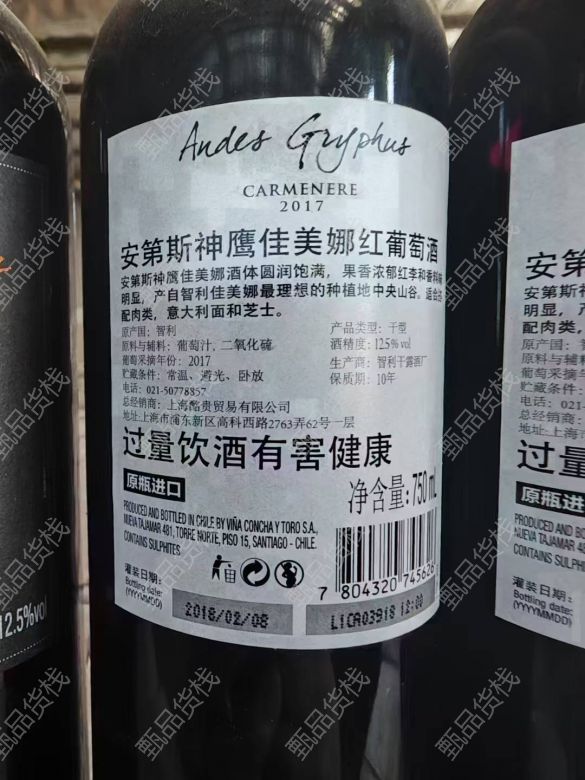 Andes Gryphus
CARMENERE
2017
安第斯神鹰佳美娜红葡萄酒
安第斯神鹰佳美娜酒体圆润饱满，果香浓郁红李和香料味
明显，产自智利佳美娜最理想的种植地中央山谷。适合搭
配肉类，意大利面和芝士。
原产国: 智利 产品类型: 干型
原料与辅料: 葡萄汁, 二氧化硫 酒精度: 12.5% vol
葡萄采摘年份: 2017 生产商: 智利干露酒厂
贮藏条件: 常温、避光、卧放 保质期: 10年
电话: 021-50778857
总经销商: 上海酩贵贸易有限公司
地址:上海市浦东新区高科西路2763弄62号一层
过量饮酒有害健康
原瓶进口
净含量: 750 mL
PRODUCED AND BOTTLED IN CHILE BY VIÑA CONCHA Y TORO S.A.,
NUEVA TAJAMAR 481, TORRE NORTE, PISO 15, SANTIAGO - CHILE.
CONTAINS SULPHITES
7 804320 745626
灌装日期:
Bottling date:
(YYYYMMDD)
2018/02/08
L1CA03918 12:00
12.5%vol
安第
安第斯神
明显，产
配肉类，
原产国:
原料与辅料
葡萄采摘年
贮藏条件:
电话: 021-
总经销商:
地址:上海
过量
原瓶进
PRODUCED AND
NUEVA TAJAMAR
CONTAINS SULPHI
灌装日期:
Bottling date:
(YYYYMMDD)
甄品货栈